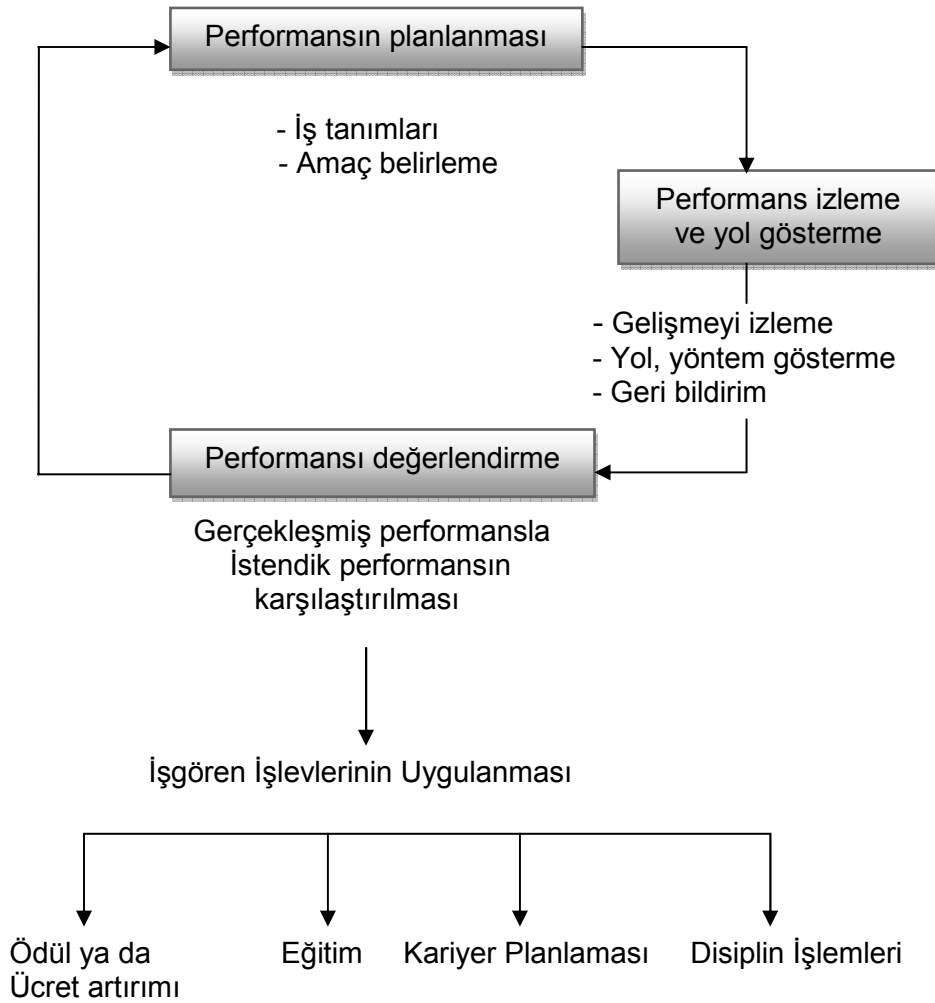 Performansın planlanması
- İş tanımları
- Amaç belirleme
Performans izleme
ve yol gösterme
- Gelişmeyi izleme
- Yol, yöntem gösterme
- Geri bildirim
Performansı değerlendirme
Gerçekleşmiş performansla
İstendik performansın
karşılaştırılması
İşgören İşlevlerinin Uygulanması
Ödül ya da
Ücret artırımı
Eğitim
Kariyer Planlaması
Disiplin İşlemleri